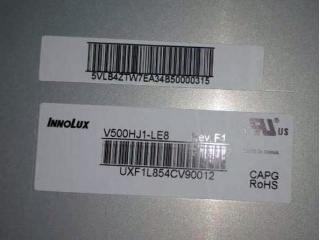 5VLB4Z1W7EA34B50000315
INNOLUX
V500HJ1-LE8 Rev.F1
US
UXF1L854CV90012
CAPG
RoHS